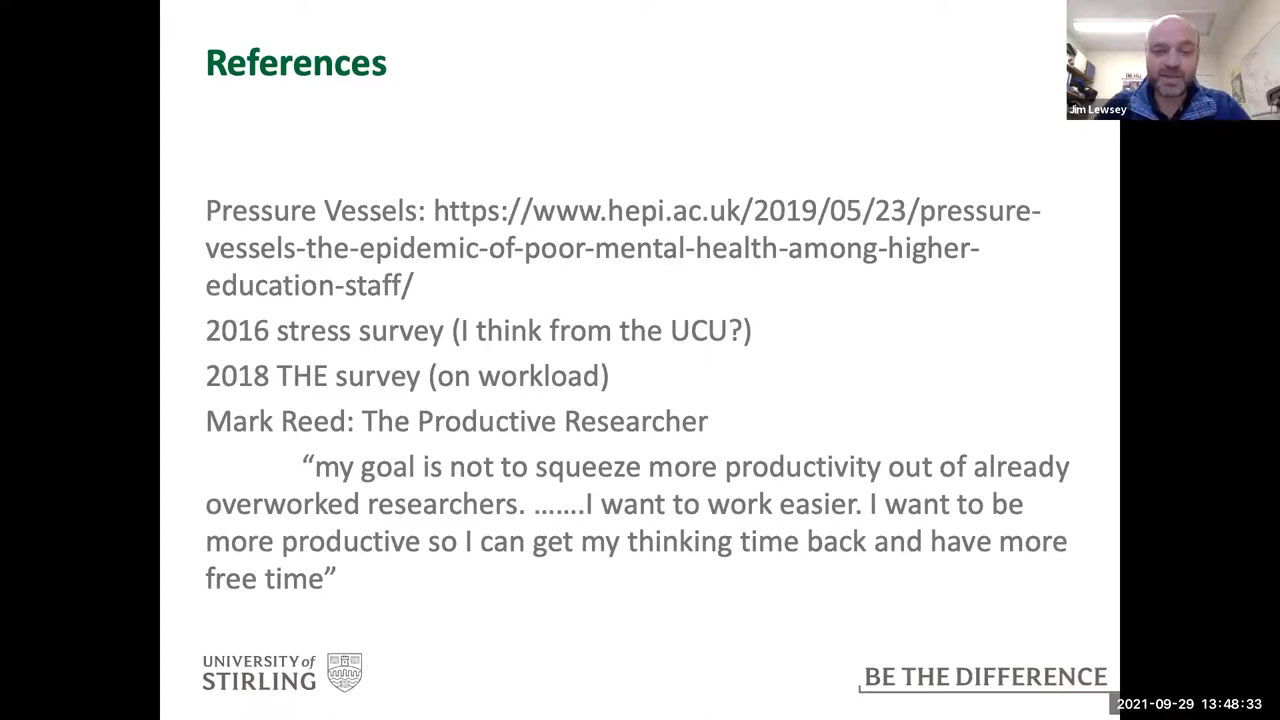 References
Jim Lewsey
Pressure Vessels: https://www.hepi.ac.uk/2019/05/23/pressure-
vessels-the-epidemic-of-poor-mental-health-among-higher-
education-staff/
2016 stress survey (I think from the UCU?)
2018 THE survey (on workload)
Mark Reed: The Productive Researcher
“my goal is not to squeeze more productivity out of already
overworked researchers. …….I want to work easier. I want to be
more productive so I can get my thinking time back and have more
free time”
UNIVERSITY of
STIRLING
BE THE DIFFERENCE
2021-09-29 13:48:33